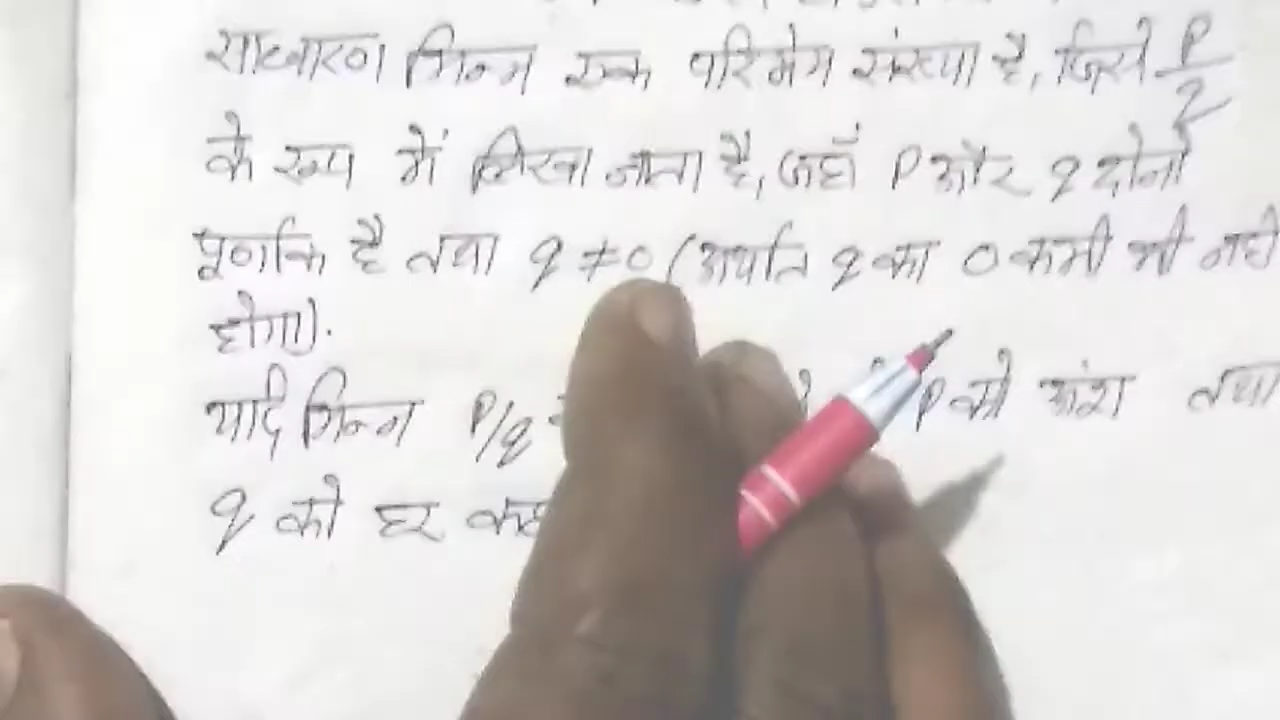 साधारण भिन्न एक परिमेय संख्या है, जिसे P/q
के रूप में लिखा जाता है, जहाँ P और q दोनों
पूर्णांक है तथा q ≠ 0 (अर्थात q का 0 कभी भी नही
होगा).
यदि भिन्न P/q P को अंश तथा
q को हर